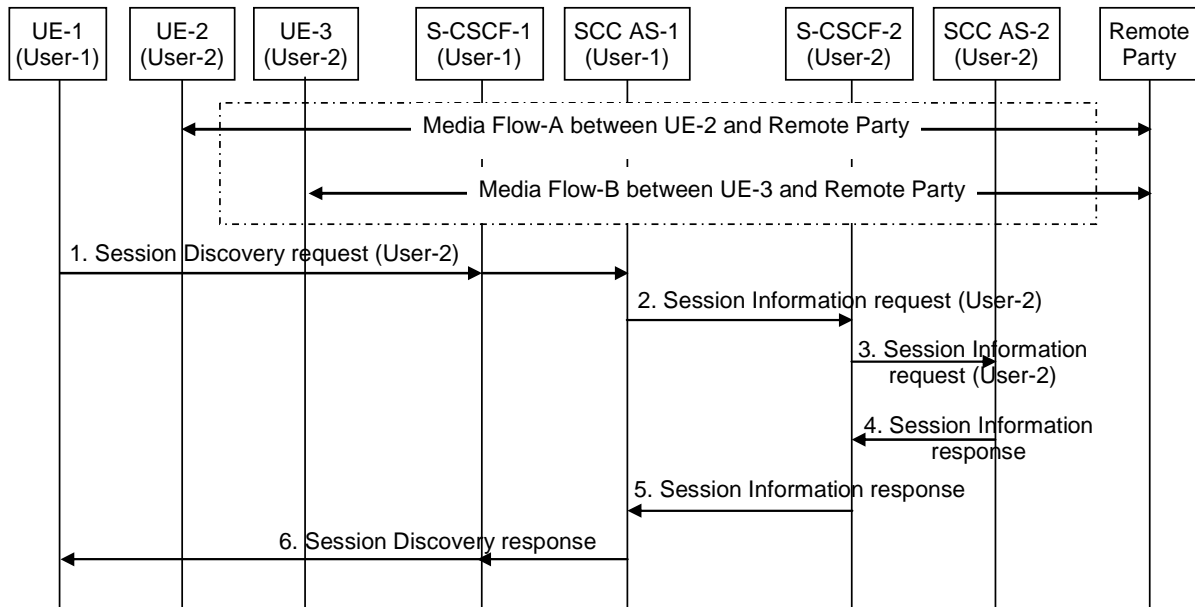 UE-1
(User-1)
UE-2
(User-2)
UE-3
(User-2)
S-CSCF-1
(User-1)
SCC AS-1
(User-1)
S-CSCF-2
(User-2)
SCC AS-2
(User-2)
Remote
Party
Media Flow-A between UE-2 and Remote Party
Media Flow-B between UE-3 and Remote Party
1. Session Discovery request (User-2)
2. Session Information request (User-2)
3. Session Information
request (User-2)
4. Session Information
response
5. Session Information response
6. Session Discovery response